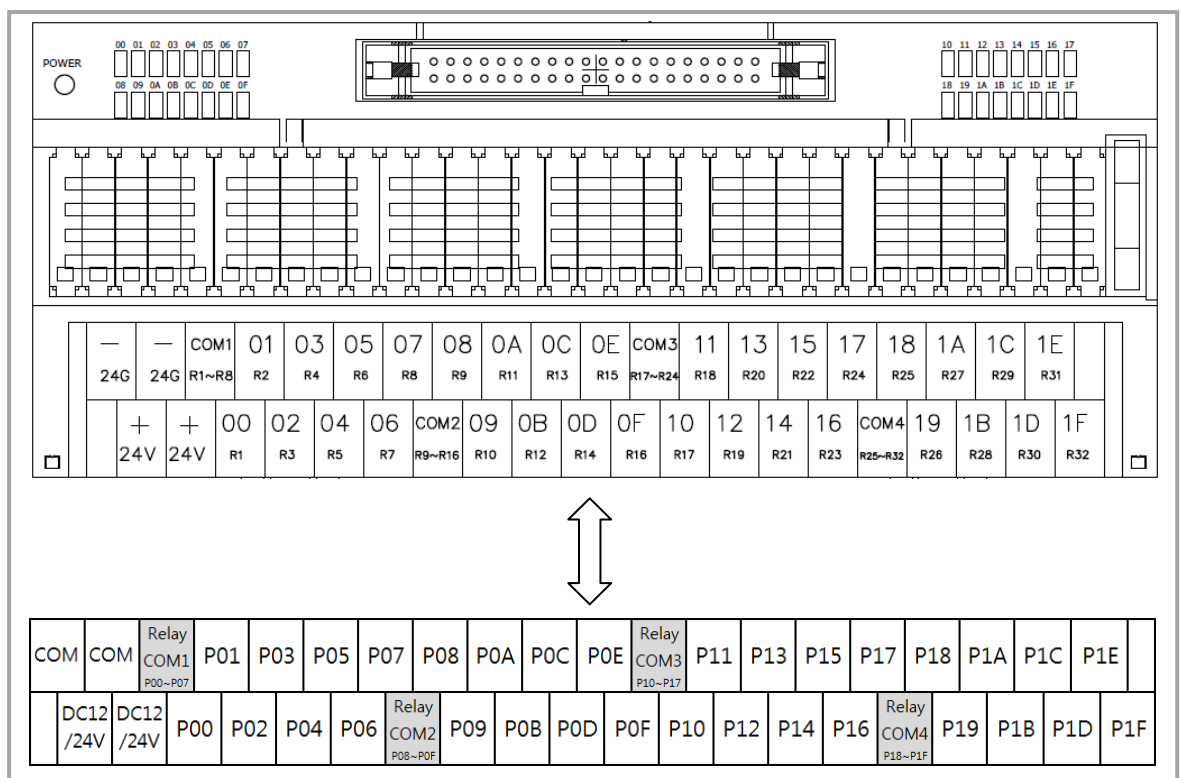 00 01 02 03 04 05 06 07
10 11 12 13 14 15 16 17
POWER
08 09 0A 0B 0C 0D 0E 0F
18 19 1A 1B 1C 1D 1E 1F
— — COM1 01 03 05 07 08 0A 0C 0E COM3 11 13 15 17 18 1A 1C 1E
24G 24G R1~R8 R2 R4 R6 R8 R9 R11 R13 R15 R17~R24 R18 R20 R22 R24 R25 R27 R29 R31
+ + 00 02 04 06 COM2 09 0B 0D 0F 10 12 14 16 COM4 19 1B 1D 1F
24V 24V R1 R3 R5 R7 R9~R16 R10 R12 R14 R16 R17 R19 R21 R23 R25~R32 R26 R28 R30 R32
COM COM Relay COM1 P00~P07 P01 P03 P05 P07 P08 P0A P0C P0E Relay COM3 P10~P17 P11 P13 P15 P17 P18 P1A P1C P1E
DC12 /24V DC12 /24V P00 P02 P04 P06 Relay COM2 P08~P0F P09 P0B P0D P0F P10 P12 P14 P16 Relay COM4 P18~P1F P19 P1B P1D P1F